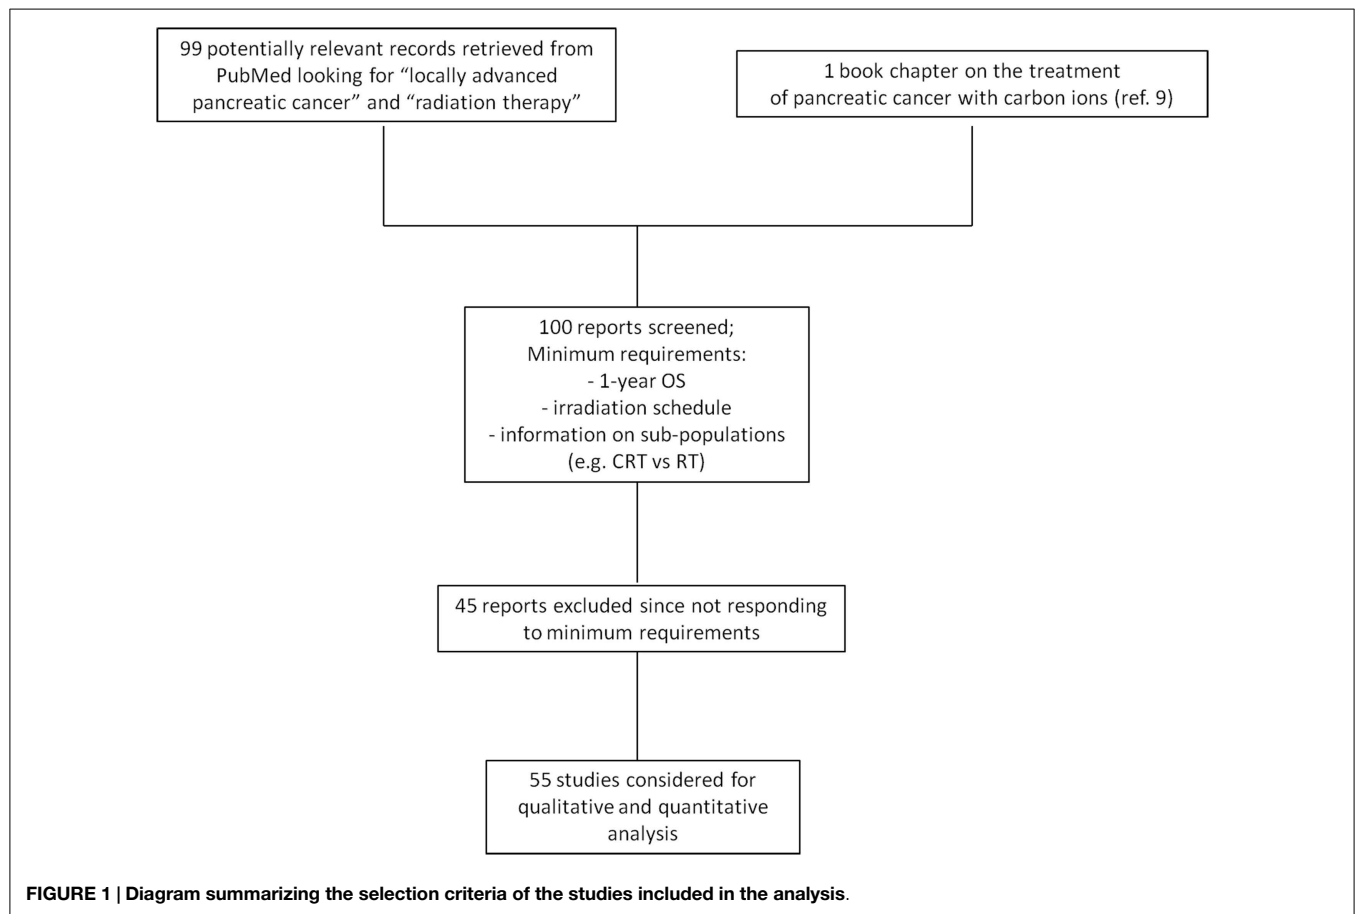 99 potentially relevant records retrieved from
PubMed looking for “locally advanced
pancreatic cancer” and “radiation therapy”
1 book chapter on the treatment
of pancreatic cancer with carbon ions (ref. 9)
100 reports screened;
Minimum requirements:
- 1-year OS
- irradiation schedule
- information on sub-populations
(e.g. CRT vs RT)
45 reports excluded since not responding
to minimum requirements
55 studies considered for
qualitative and quantitative
analysis
FIGURE 1 | Diagram summarizing the selection criteria of the studies included in the analysis.